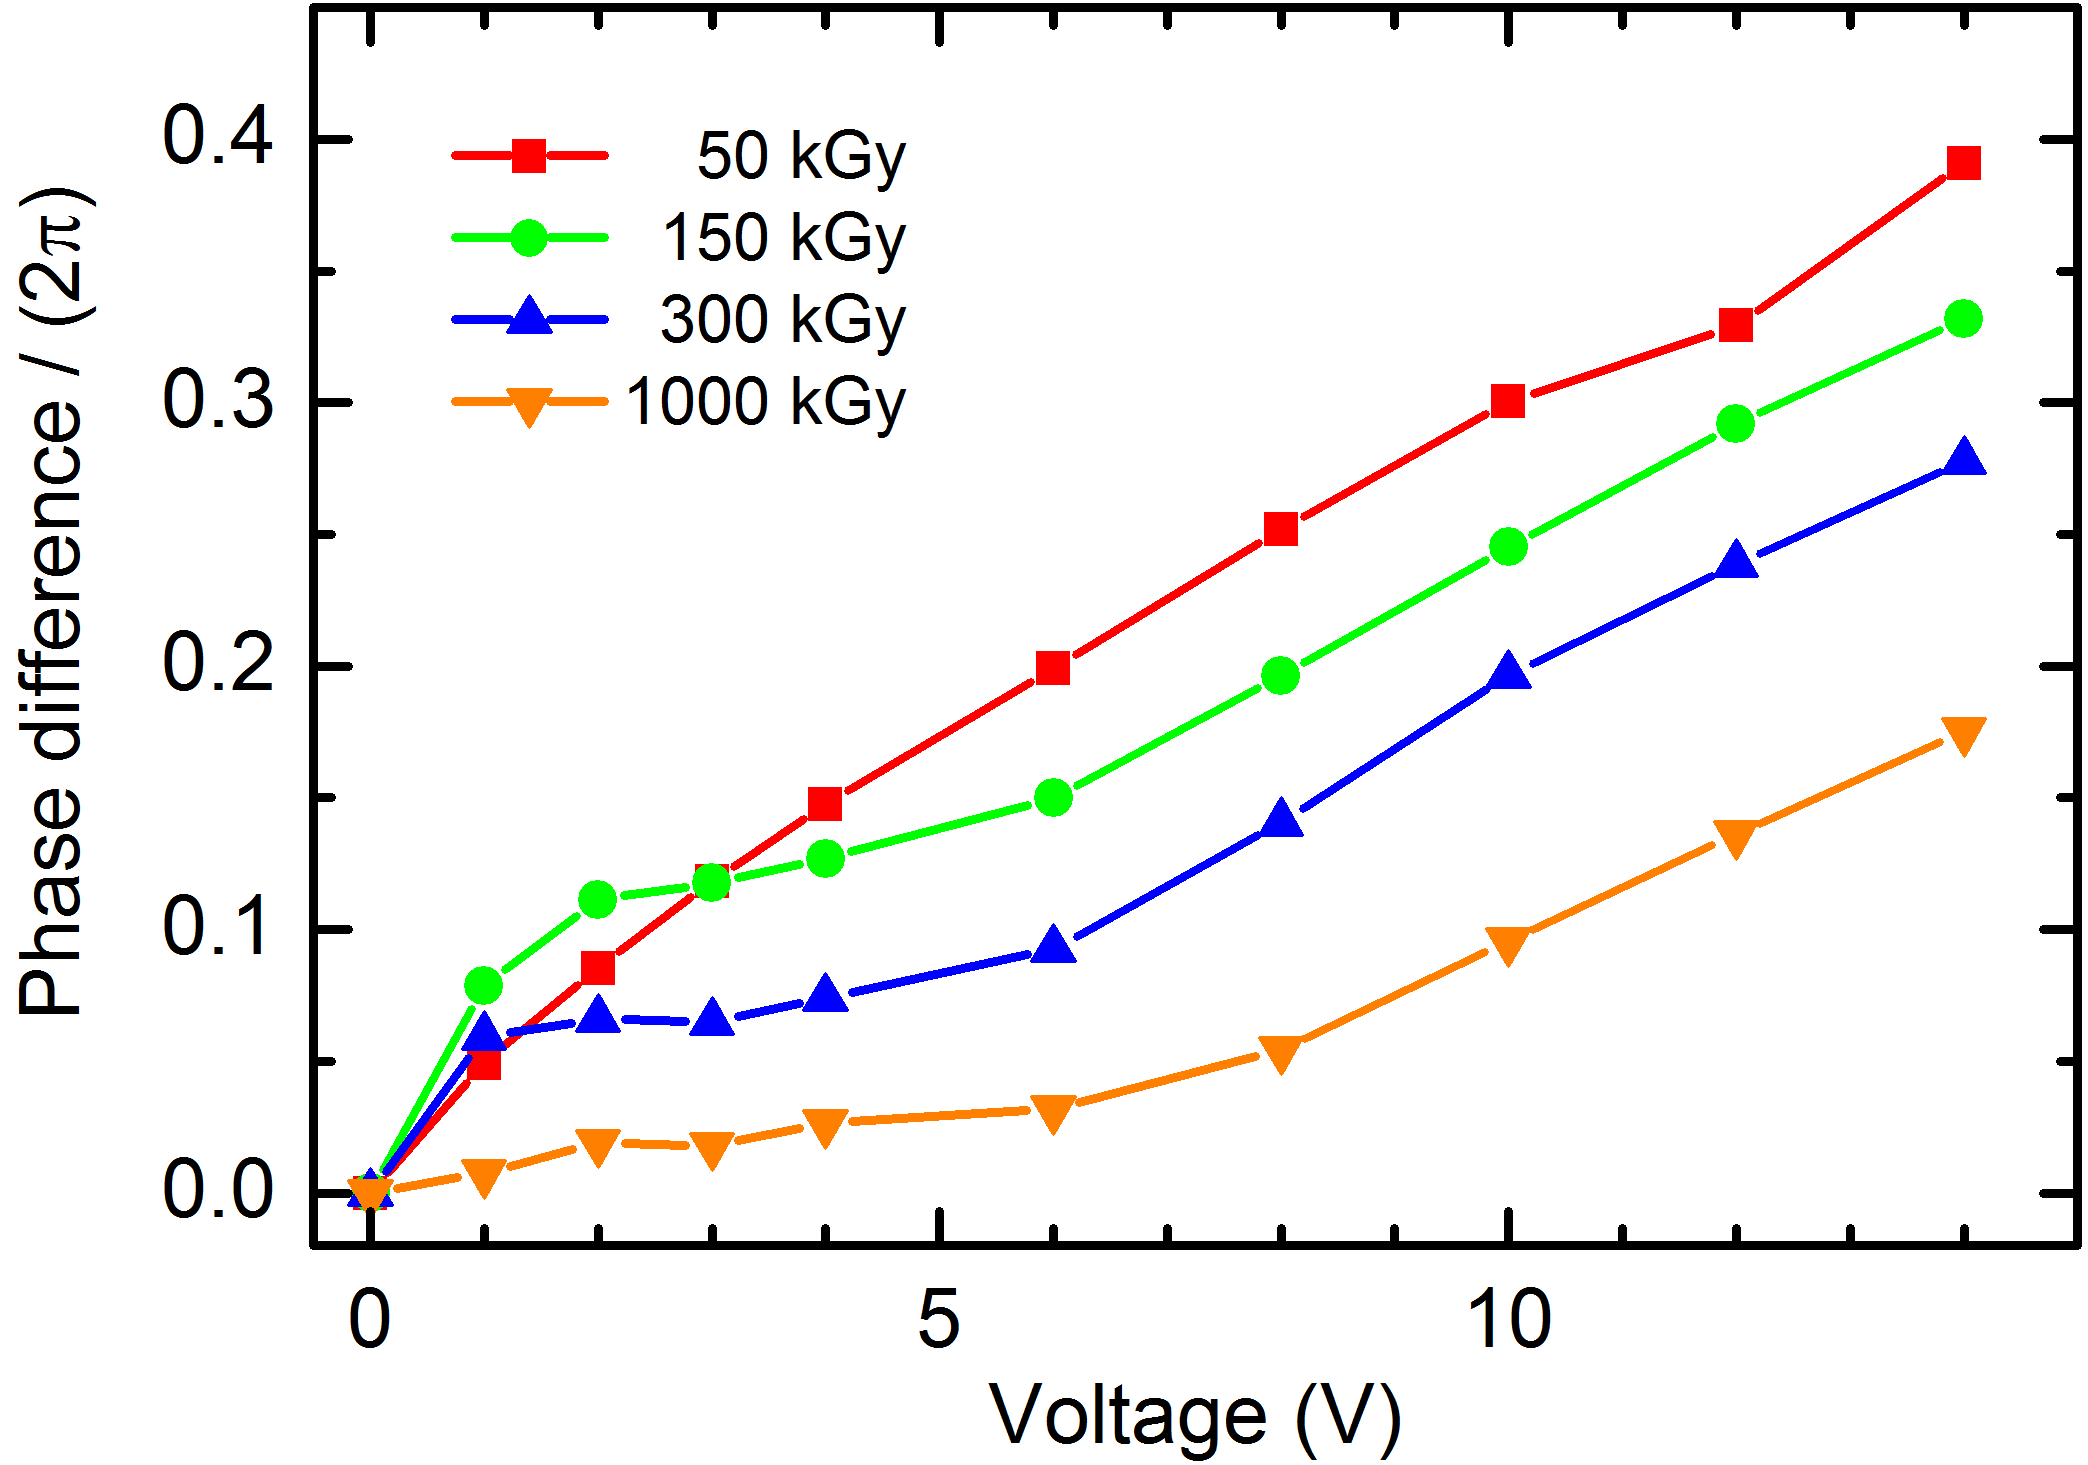 Phase difference / (2π)
0.4
0.3
0.2
0.1
0.0
50 kGy
150 kGy
300 kGy
1000 kGy
0
5
10
Voltage (V)